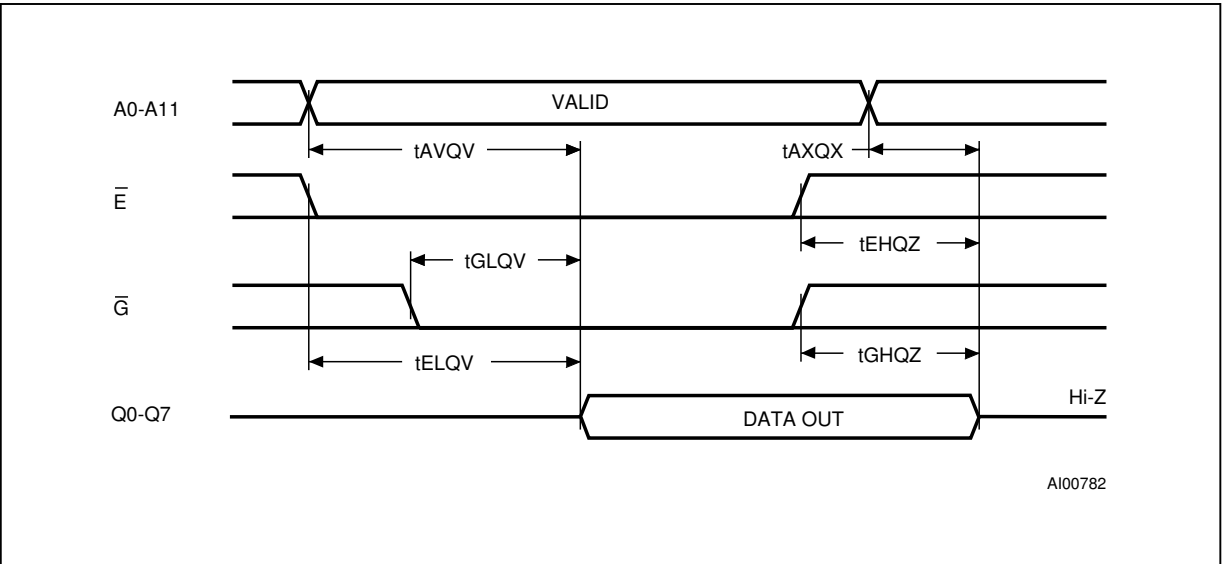 A0-A11
VALID
tAVQV
tAXQX
E̅
tEHQZ
tGLQV
G̅
tGHQZ
tELQV
Hi-Z
Q0-Q7
DATA OUT
AI00782